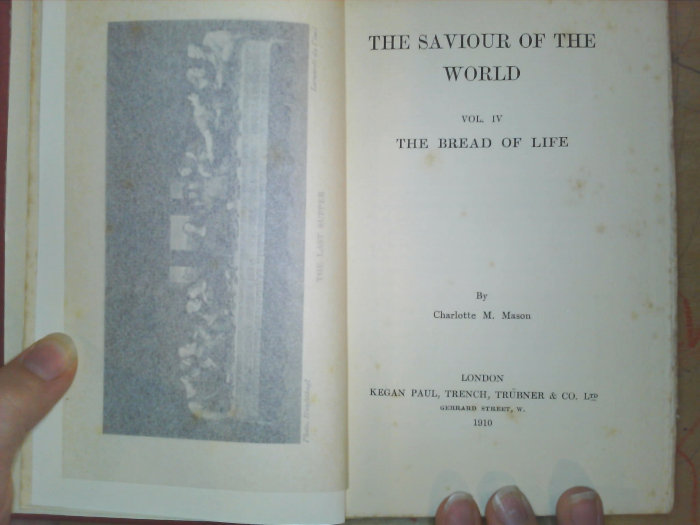 THE LAST SUPPER
THE SAVIOUR OF THE
WORLD
VOL. IV
THE BREAD OF LIFE
By
Charlotte M. Mason
LONDON
KEGAN PAUL, TRENCH, TRÜBNER & CO. LTD
GERRARD STREET, W.
1910